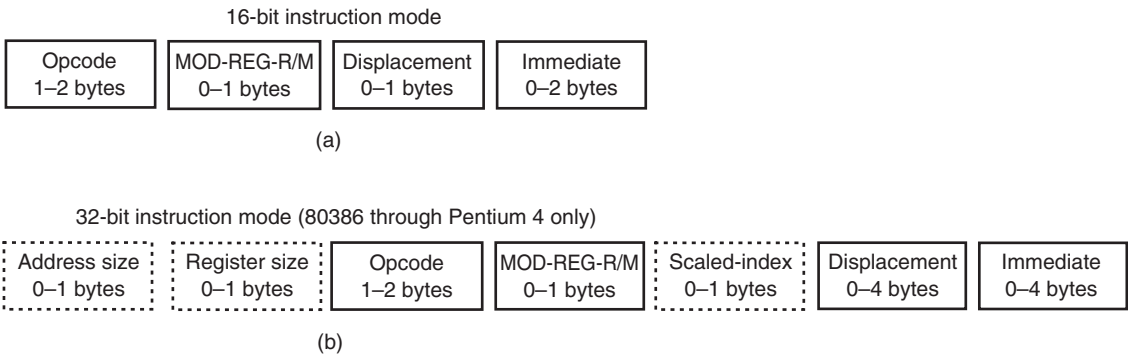 16-bit instruction mode
Opcode MOD-REG-R/M Displacement Immediate
1–2 bytes 0–1 bytes 0–1 bytes 0–2 bytes
(a)
32-bit instruction mode (80386 through Pentium 4 only)
Address size Register size Opcode MOD-REG-R/M Scaled-index Displacement Immediate
0–1 bytes 0–1 bytes 1–2 bytes 0–1 bytes 0–1 bytes 0–4 bytes 0–4 bytes
(b)